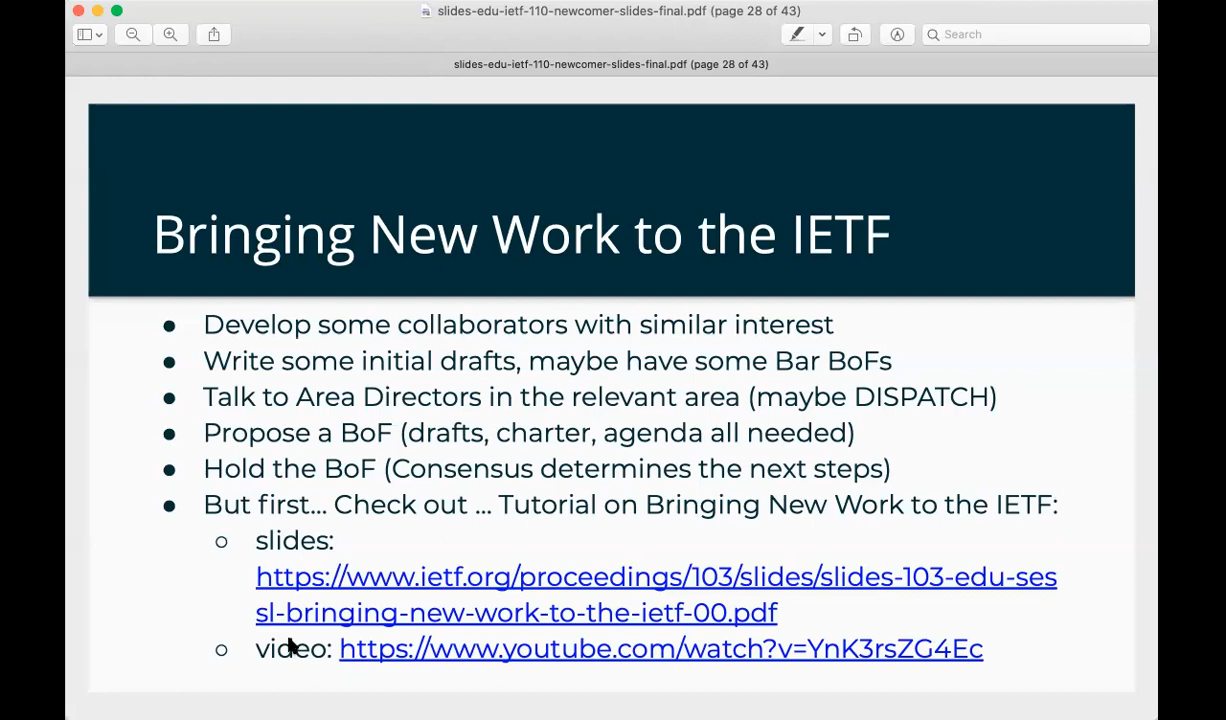 slides-edu-ietf-110-newcomer-slides-final.pdf (page 28 of 43)
Search
slides-edu-ietf-110-newcomer-slides-final.pdf (page 28 of 43)
Bringing New Work to the IETF
● Develop some collaborators with similar interest
● Write some initial drafts, maybe have some Bar BoFs
● Talk to Area Directors in the relevant area (maybe DISPATCH)
● Propose a BoF (drafts, charter, agenda all needed)
● Hold the BoF (Consensus determines the next steps)
● But first... Check out ... Tutorial on Bringing New Work to the IETF:
○ slides:
https://www.ietf.org/proceedings/103/slides/slides-103-edu-ses
sl-bringing-new-work-to-the-ietf-00.pdf
○ video: https://www.youtube.com/watch?v=YnK3rsZG4Ec